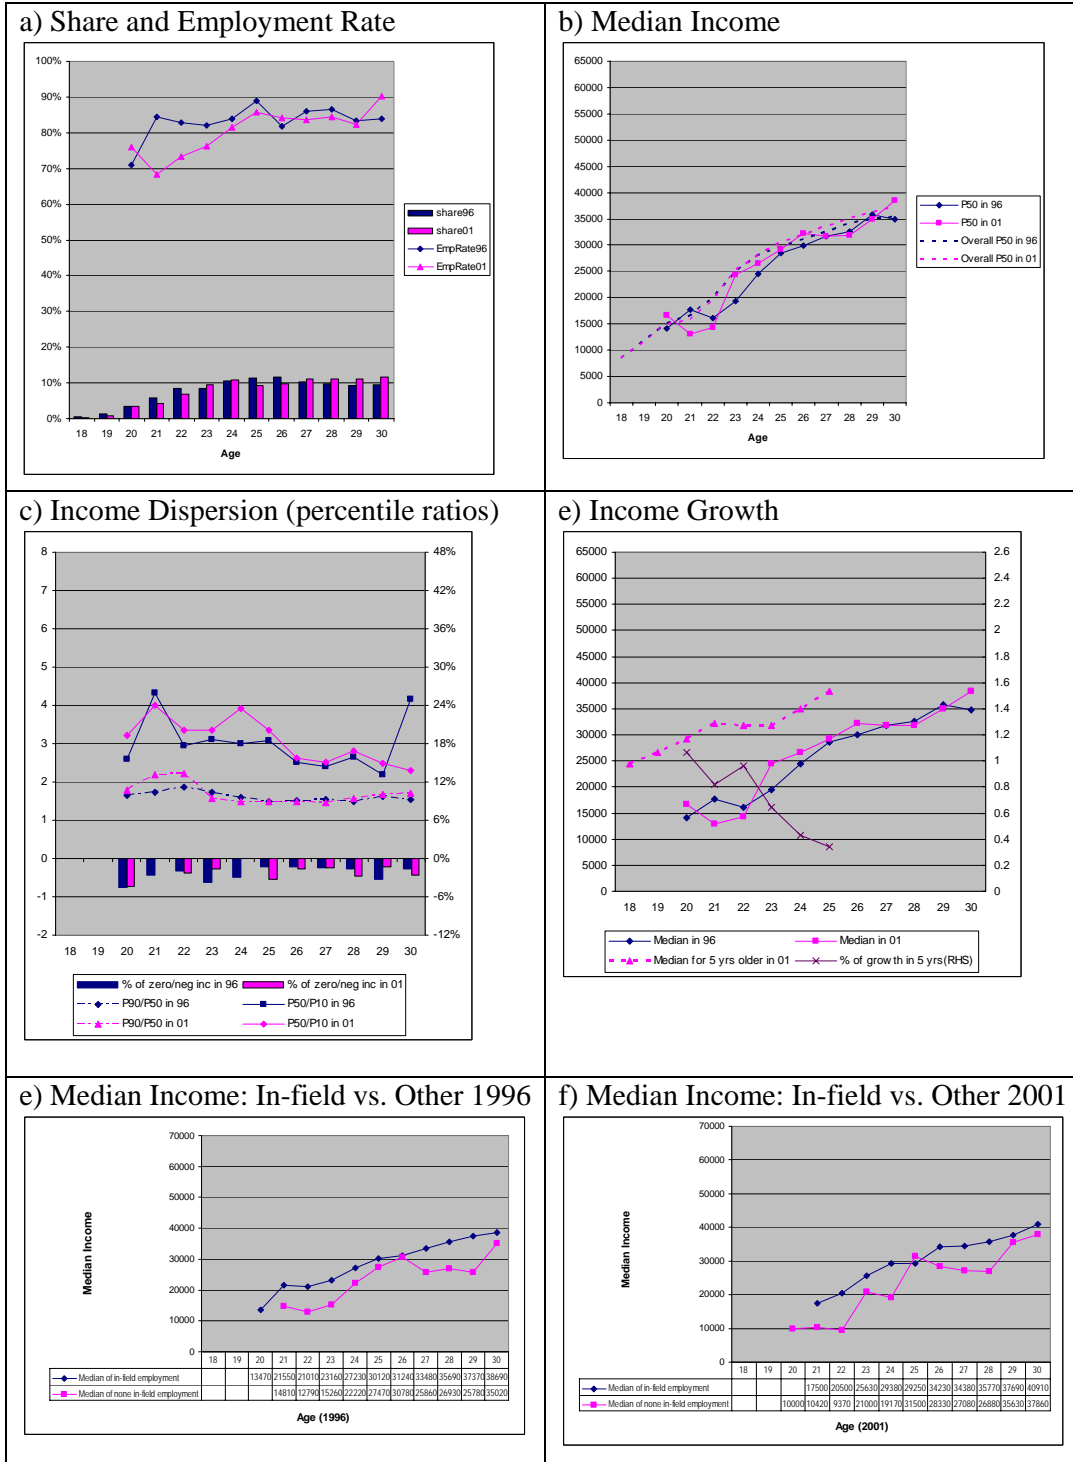 a) Share and Employment Rate
100%
90%
80%
70%
60%
50%
40%
30%
20%
10%
0%
18 19 20 21 22 23 24 25 26 27 28 29 30
Age
share96
share01
EmpRate96
EmpRate01
b) Median Income
65000
60000
55000
50000
45000
40000
35000
30000
25000
20000
15000
10000
5000
0
18 19 20 21 22 23 24 25 26 27 28 29 30
Age
P50 in 96
P50 in 01
Overall P50 in 96
Overall P50 in 01
c) Income Dispersion (percentile ratios)
8 48%
7 42%
6 36%
5 30%
4 24%
3 18%
2 12%
1 6%
0 0%
-1 -6%
-2 -12%
18 19 20 21 22 23 24 25 26 27 28 29 30
% of zero/neg inc in 96 % of zero/neg inc in 01
P90/P50 in 96 P50/P10 in 96
P90/P50 in 01 P50/P10 in 01
e) Income Growth
65000 2.6
60000 2.4
55000 2.2
50000 2
45000 1.8
40000 1.6
35000 1.4
30000 1.2
25000 1
20000 0.8
15000 0.6
10000 0.4
5000 0.2
0 0
18 19 20 21 22 23 24 25 26 27 28 29 30
Median in 96 Median in 01
Median for 5 yrs older in 01 % of growth in 5 yrs(RHS)
e) Median Income: In-field vs. Other 1996
Median Income
70000
60000
50000
40000
30000
20000
10000
0
18 19 20 21 22 23 24 25 26 27 28 29 30
Median of in-field employment 13470 21550 21010 23160 27230 30120 31240 33480 35690 37370 38690
Median of none in-field employment 14810 12790 15260 22220 27470 30780 25860 26930 25780 35020
Age (1996)
f) Median Income: In-field vs. Other 2001
Median Income
70000
60000
50000
40000
30000
20000
10000
0
18 19 20 21 22 23 24 25 26 27 28 29 30
Median of in-field employment 17500 20500 25630 29380 29250 34230 34380 35770 37690 40910
Median of none in-field employment 10000 10420 9370 21000 19170 31500 28330 27080 26880 35630 37860
Age (2001)